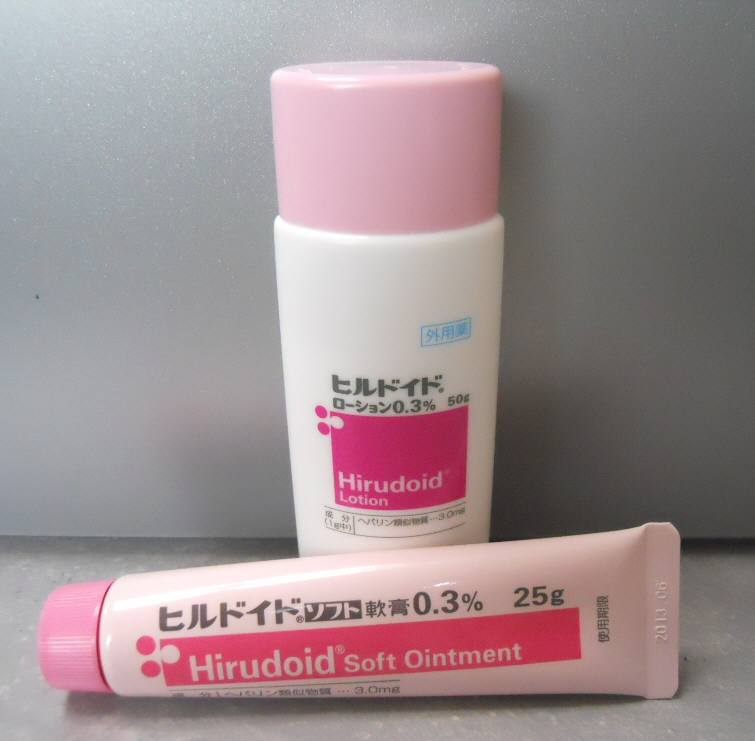 外用薬
ヒルドイド®
ローション0.3% 50g
Hirudoid®
Lotion
成分
(1g中)
ヘパリン類似物質…3.0mg
ヒルドイド®ソフト軟膏0.3% 25g
Hirudoid® Soft Ointment
成 分 ヘパリン類似物質 … 3.0mg
使用期限
2013 06